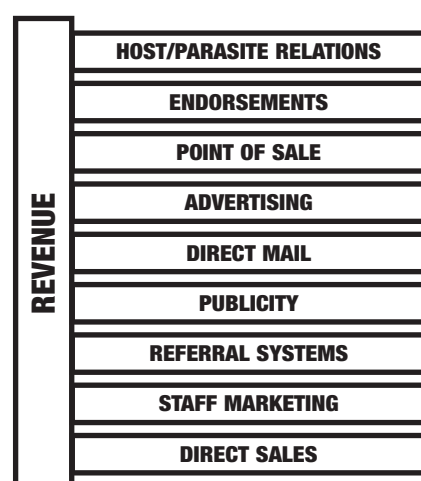 REVENUE
HOST/PARASITE RELATIONS
ENDORSEMENTS
POINT OF SALE
ADVERTISING
DIRECT MAIL
PUBLICITY
REFERRAL SYSTEMS
STAFF MARKETING
DIRECT SALES